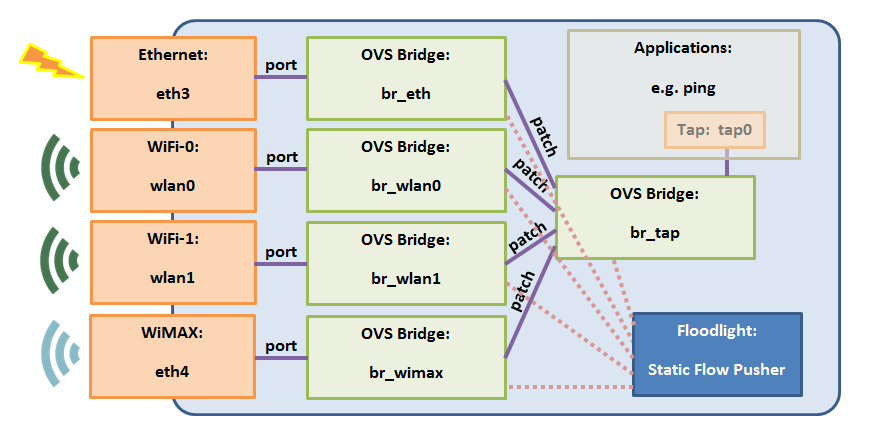 Ethernet:
eth3
port
OVS Bridge:
br_eth
Applications:
e.g. ping
Tap: tap0
patch
WiFi-0:
wlan0
port
OVS Bridge:
br_wlan0
patch
OVS Bridge:
br_tap
WiFi-1:
wlan1
port
OVS Bridge:
br_wlan1
patch
WiMAX:
eth4
port
OVS Bridge:
br_wimax
patch
Floodlight:
Static Flow Pusher